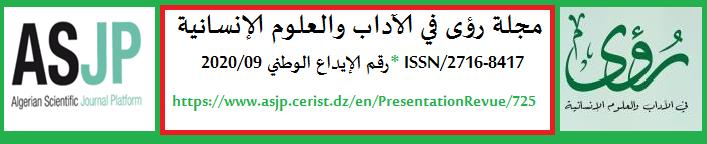 ASJP
Algerian Scientific Journal Platform
مجلة رؤى في الآداب والعلوم الإنسانية
ISSN/2716-8417 *رقم الإيداع الوطني 2020/09
https://www.asjp.cerist.dz/en/PresentationRevue/725
رُؤى
في الآداب والعلوم الإنسانية